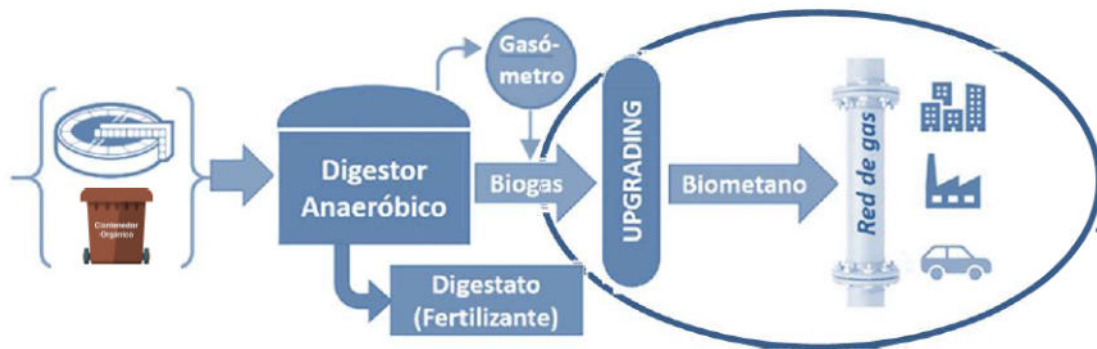 Contenedor
Orgánico
Digestor
Anaeróbico
Gasó-
metro
Biogas
Digestato
(Fertilizante)
UPGRADING
Biometano
Red de gas